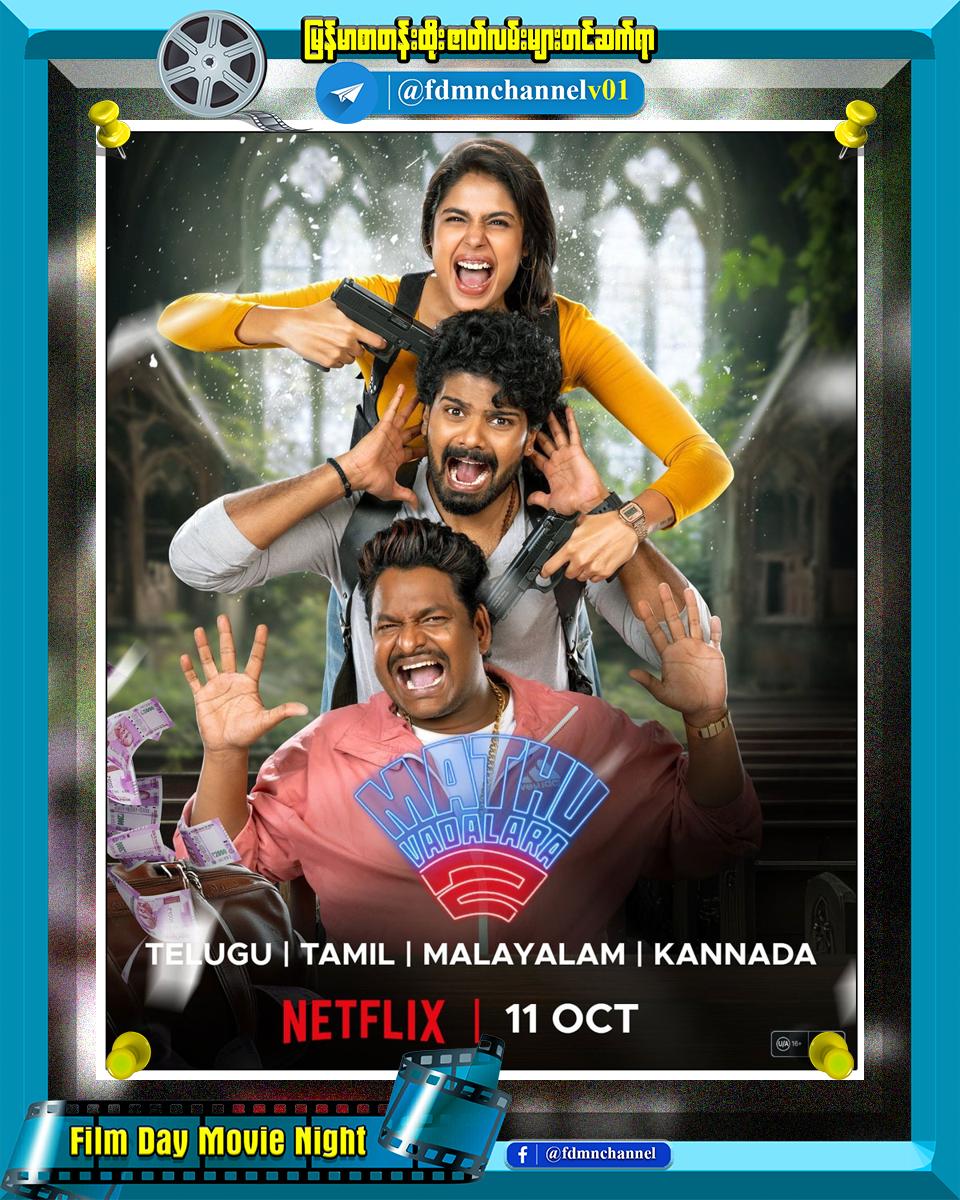 မြန်မာစာတန်းထိုးဇာတ်လမ်းများတင်ဆက်ရာ
@fdmnchannelv01
MATHU
VADALARA
2
TELUGU | TAMIL | MALAYALAM | KANNADA
NETFLIX | 11 OCT
U/A 16+
Film Day Movie Night
@fdmnchannel